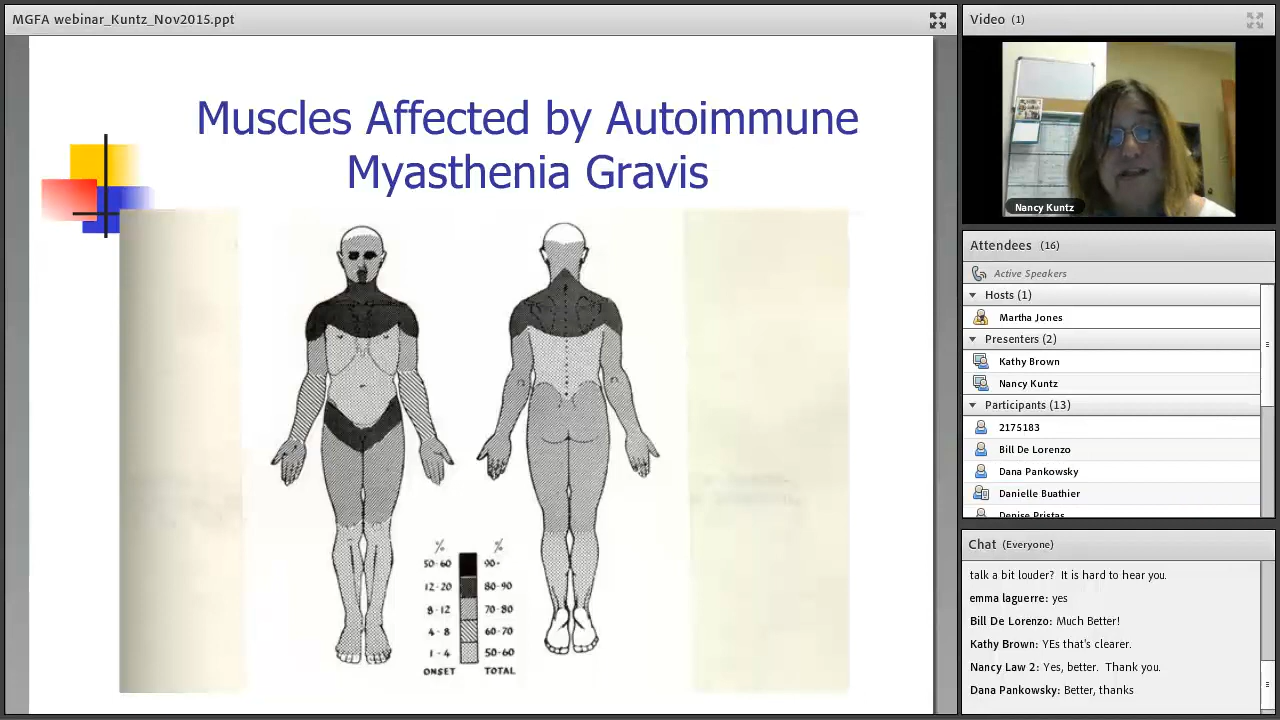 MGFA webinar_Kuntz_Nov2015.ppt
Muscles Affected by Autoimmune
Myasthenia Gravis
% %
50-60 90+
12-20 80-90
8-12 70-80
4-8 60-70
1-4 50-60
ONSET TOTAL
Video (1)
Nancy Kuntz
Attendees (16)
Active Speakers
Hosts (1)
Martha Jones
Presenters (2)
Kathy Brown
Nancy Kuntz
Participants (13)
2175183
Bill De Lorenzo
Dana Pankowsky
Danielle Buathier
Denise Pristas
Chat (Everyone)
talk a bit louder? It is hard to hear you.
emma laguerre: yes
Bill De Lorenzo: Much Better!
Kathy Brown: YEs that's clearer.
Nancy Law 2: Yes, better. Thank you.
Dana Pankowsky: Better, thanks